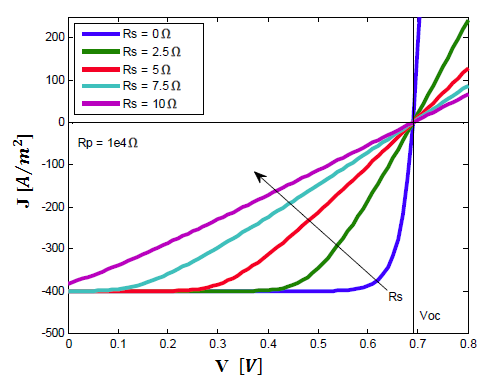 200
100
0
-100
-200
-300
-400
-500
J [A/m²]
Rs = 0 Ω
Rs = 2.5 Ω
Rs = 5 Ω
Rs = 7.5 Ω
Rs = 10 Ω
Rp = 1e4 Ω
Rs
Voc
0 0.1 0.2 0.3 0.4 0.5 0.6 0.7 0.8
V [V]